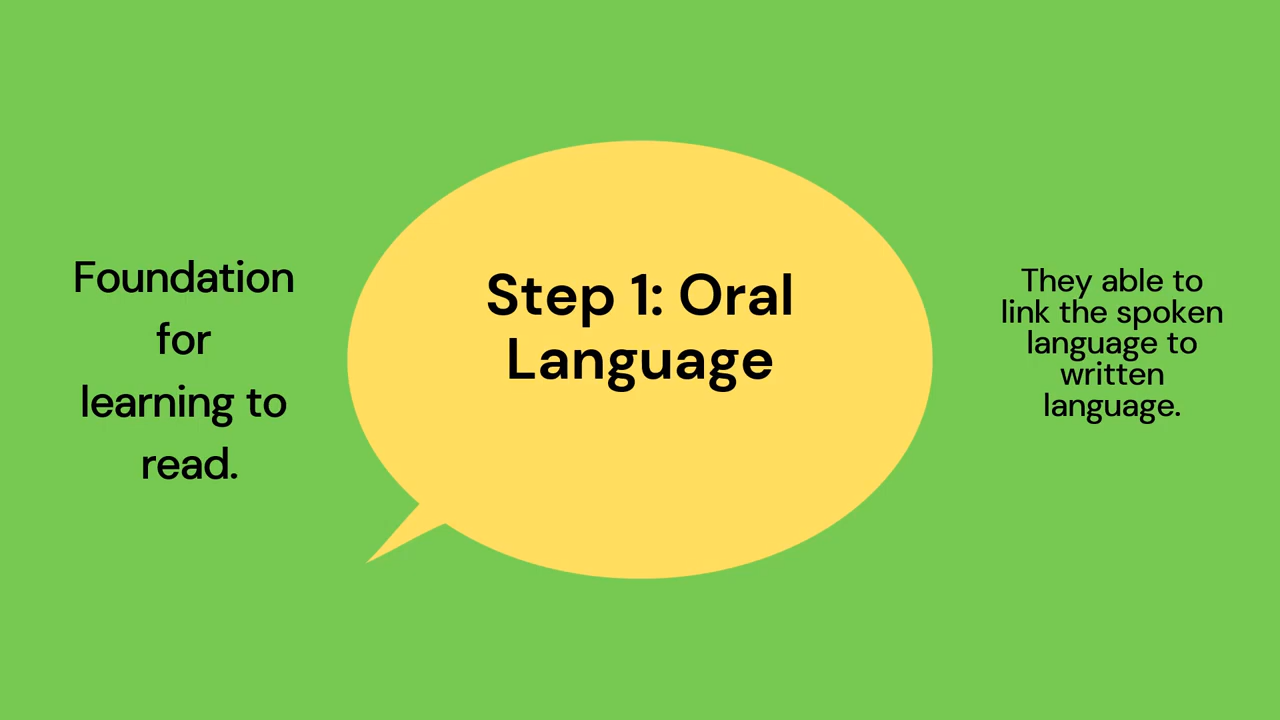 Foundation
for
learning to
read.
Step 1: Oral
Language
They able to
link the spoken
language to
written
language.